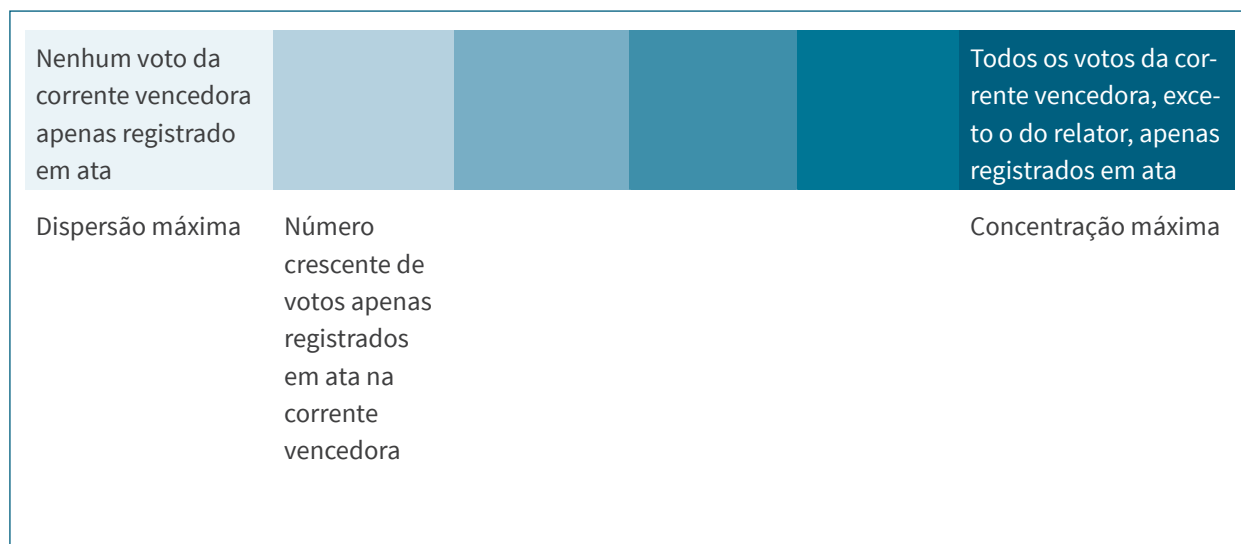 Nenhum voto da
corrente vencedora
apenas registrado
em ata
Todos os votos da cor-
rente vencedora, exce-
to o do relator, apenas
registrados em ata
Dispersão máxima
Número
crescente de
votos apenas
registrados
em ata na
corrente
vencedora
Concentração máxima